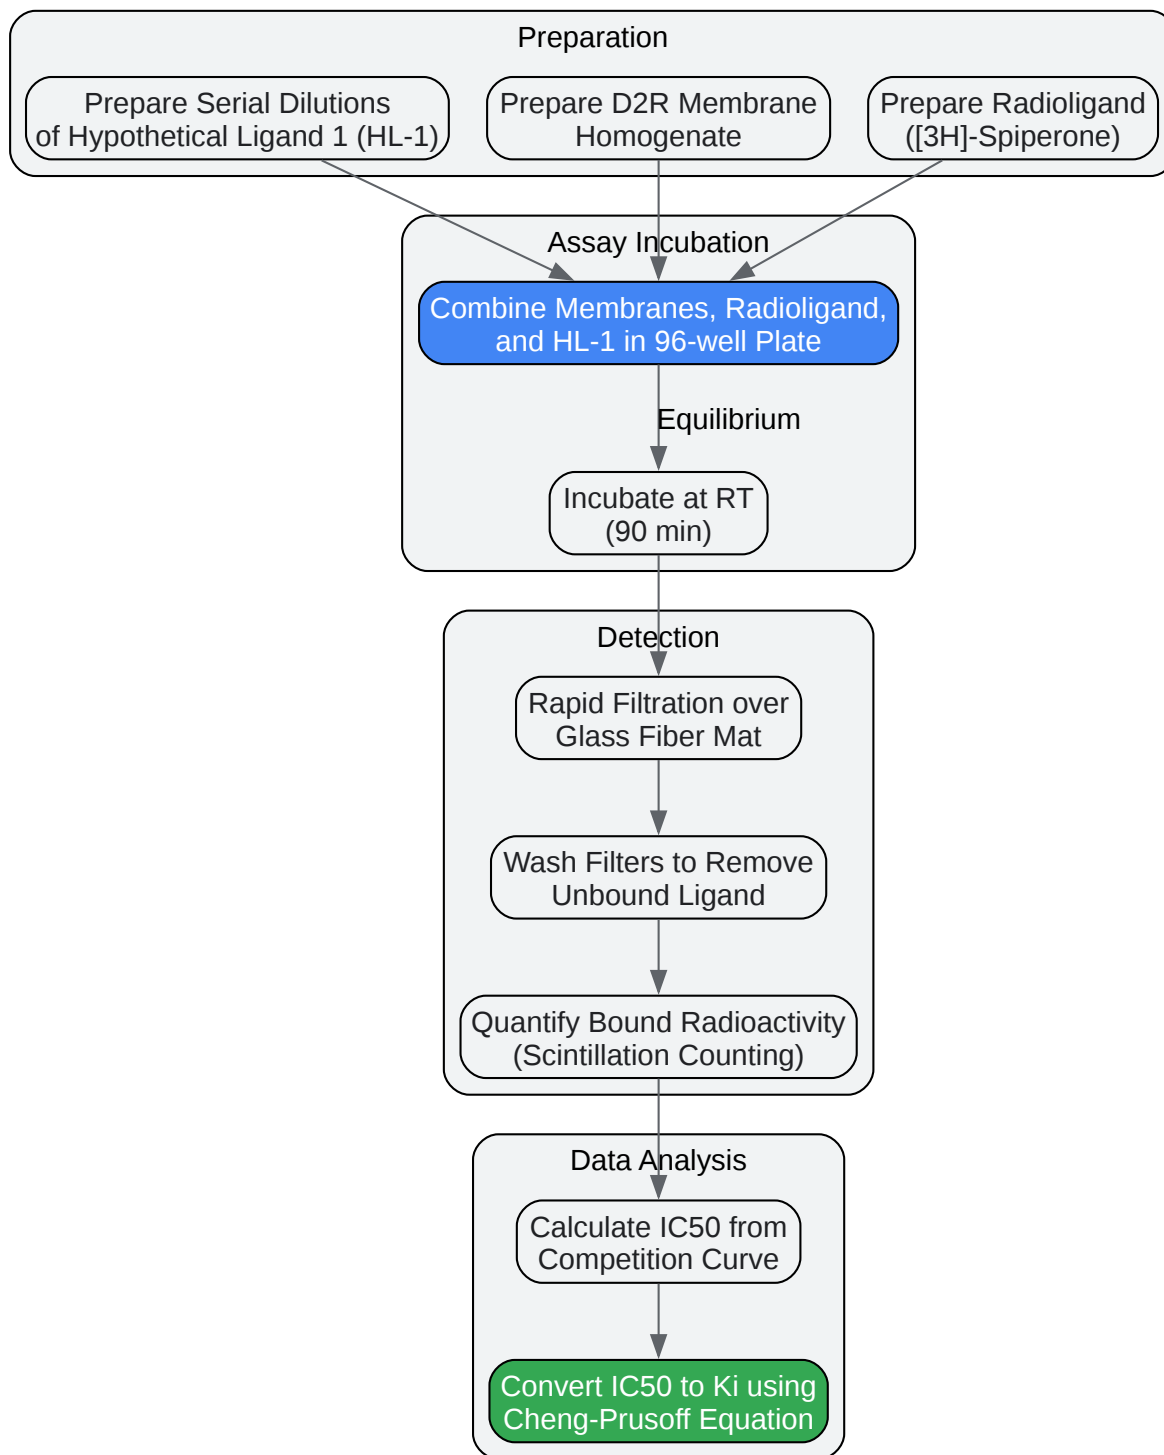 Preparation
Prepare Serial Dilutions
of Hypothetical Ligand 1 (HL-1)
Prepare D2R Membrane
Homogenate
Prepare Radioligand
([3H]-Spiperone)
Assay Incubation
Combine Membranes, Radioligand,
and HL-1 in 96-well Plate
Equilibrium
Incubate at RT
(90 min)
Detection
Rapid Filtration over
Glass Fiber Mat
Wash Filters to Remove
Unbound Ligand
Quantify Bound Radioactivity
(Scintillation Counting)
Data Analysis
Calculate IC50 from
Competition Curve
Convert IC50 to Ki using
Cheng-Prusoff Equation